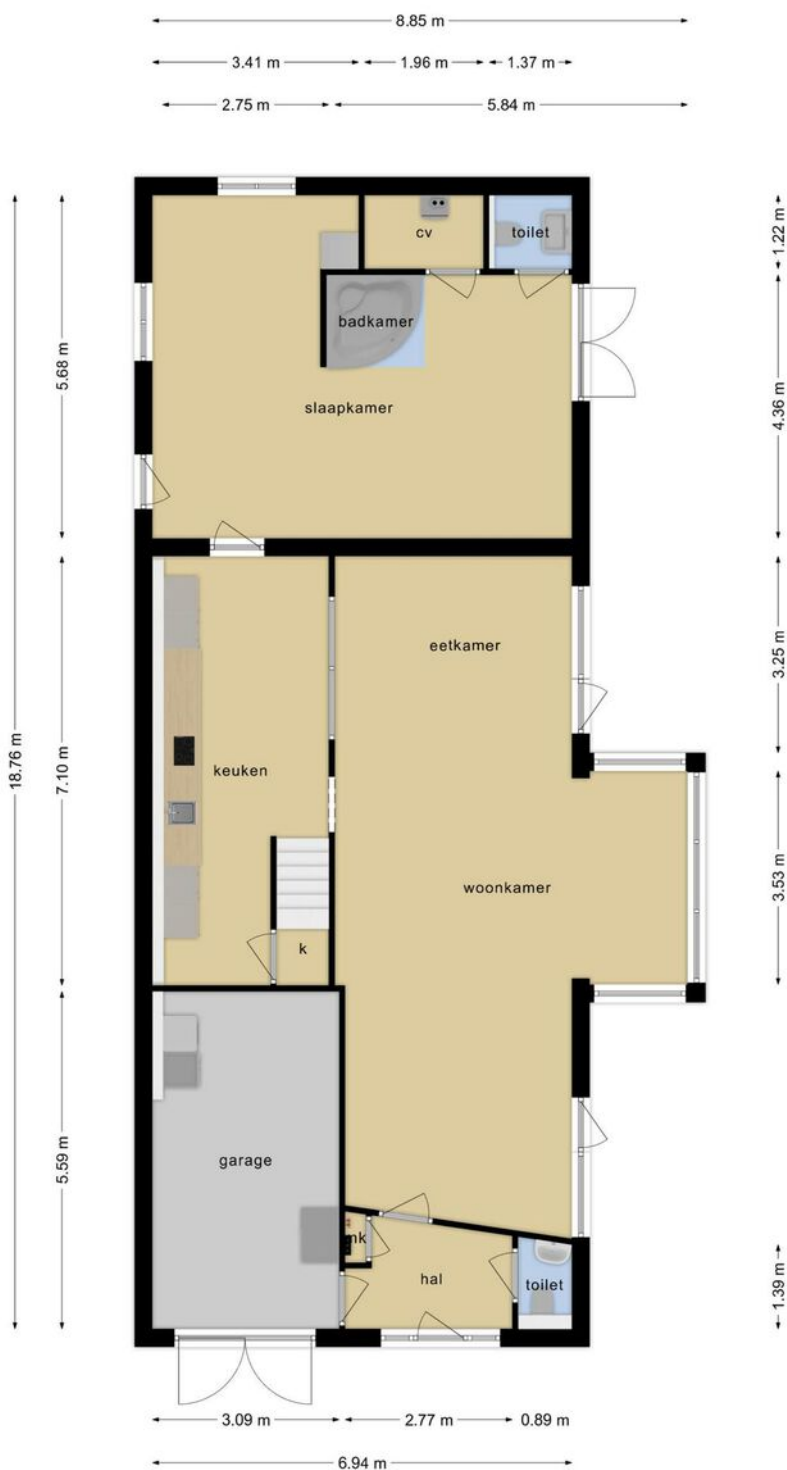 8.85 m
3.41 m 1.96 m 1.37 m
2.75 m 5.84 m
cv
toilet
1.22 m
badkamer
5.68 m
slaapkamer
4.36 m
eetkamer
3.25 m
18.76 m
7.10 m
keuken
woonkamer
3.53 m
k
garage
5.59 m
mk
hal
toilet
1.39 m
3.09 m 2.77 m 0.89 m
6.94 m